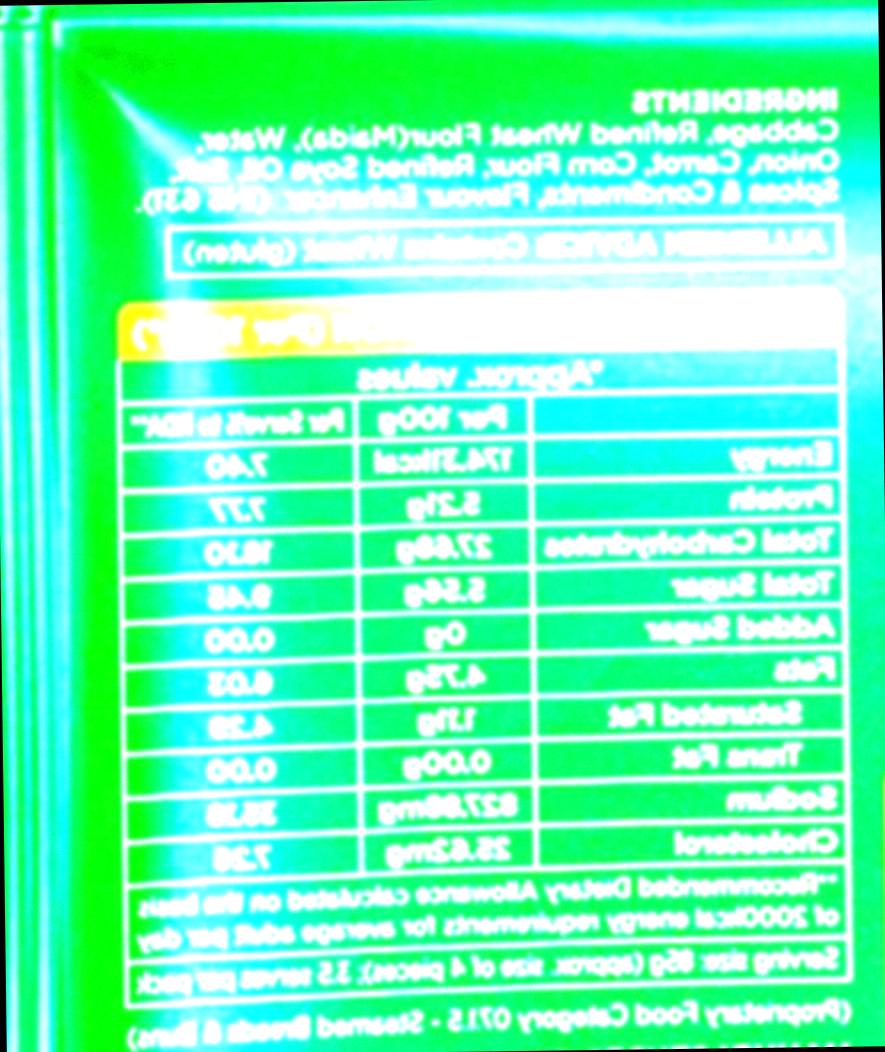 INGREDIENTS
Cabbage, Refined Wheat Flour(Maida), Water,
Onion, Carrot, Corn Flour, Refined Soya Oil, Salt,
Spices & Condiments, Flavour Enhancer (INS 631).
ALLERGEN ADVICE Contains Wheat (gluten)
(Per 100g*)
*Approx. values
Per 100g Per Serve% to RDA**
Energy 174.31kcal 7.40
Protein 5.21g 7.77
Total Carbohydrates 27.68g 18.10
Total Sugar 5.56g 9.45
Added Sugar 0g 0.00
Fats 4.75g 6.03
Saturated Fat 1.11g 4.29
Trans Fat 0.00g 0.00
Sodium 827.88mg
Cholesterol 25.62mg 7.26
**Recommended Dietary Allowance calculated on the basis
of 2000kcal energy requirements for average adult per day
Serving size: 85g (approx. size of 4 pieces); 3.5 serves per pack
(Proprietary Food Category 07.1.5 - Steamed Breads & Buns)